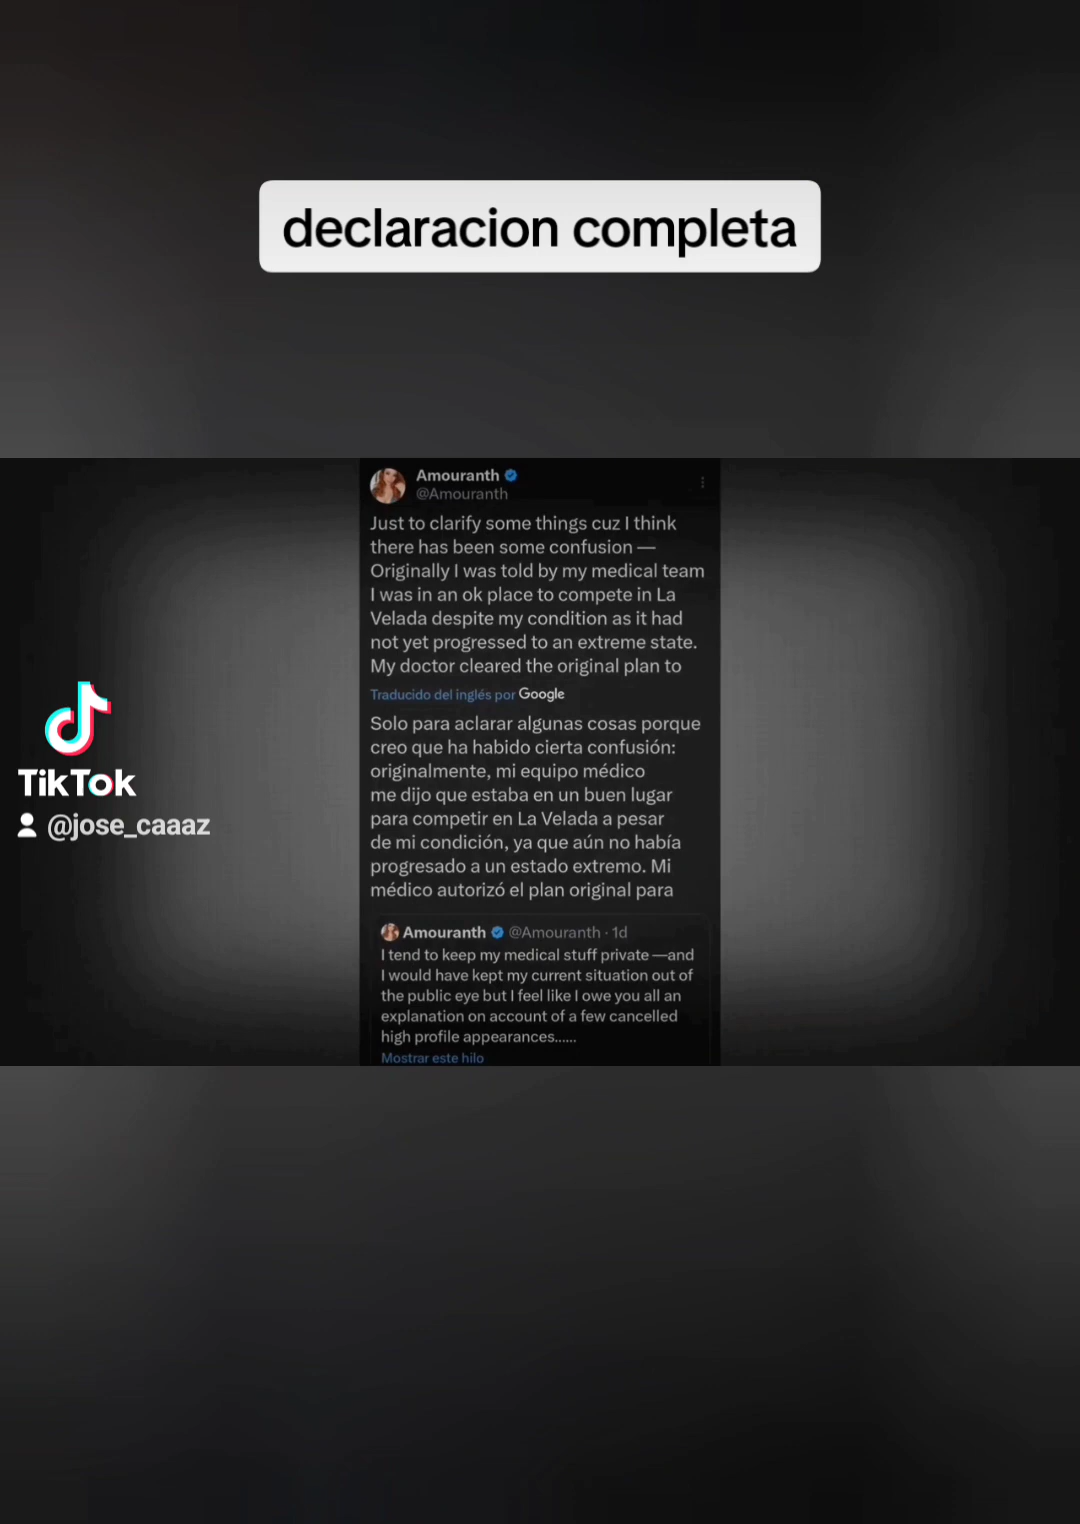 declaracion completa
Amouranth
@Amouranth
Just to clarify some things cuz I think
there has been some confusion —
Originally I was told by my medical team
I was in an ok place to compete in La
Velada despite my condition as it had
not yet progressed to an extreme state.
My doctor cleared the original plan to
Traducido del inglés por Google
Solo para aclarar algunas cosas porque
creo que ha habido cierta confusión:
originalmente, mi equipo médico
me dijo que estaba en un buen lugar
para competir en La Velada a pesar
de mi condición, ya que aún no había
progresado a un estado extremo. Mi
médico autorizó el plan original para
Amouranth @Amouranth · 1d
I tend to keep my medical stuff private —and
I would have kept my current situation out of
the public eye but I feel like I owe you all an
explanation on account of a few cancelled
high profile appearances......
Mostrar este hilo
TikTok
@jose_caaaz